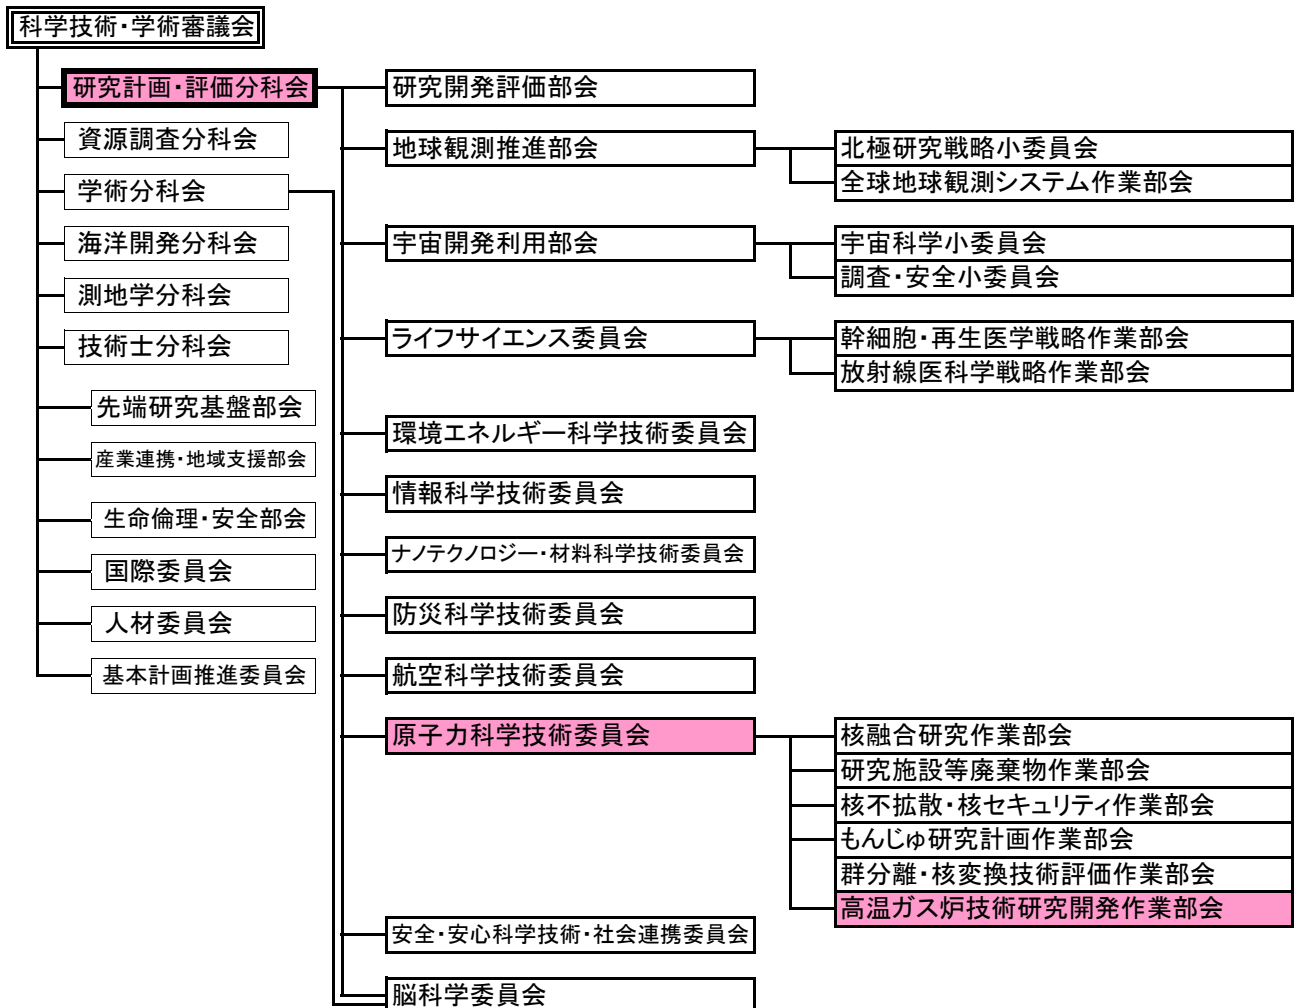 科学技術・学術審議会
研究計画・評価分科会
資源調査分科会
学術分科会
海洋開発分科会
測地学分科会
技術士分科会
先端研究基盤部会
産業連携・地域支援部会
生命倫理・安全部会
国際委員会
人材委員会
基本計画推進委員会
研究開発評価部会
地球観測推進部会
宇宙開発利用部会
ライフサイエンス委員会
環境エネルギー科学技術委員会
情報科学技術委員会
ナノテクノロジー・材料科学技術委員会
防災科学技術委員会
航空科学技術委員会
原子力科学技術委員会
安全・安心科学技術・社会連携委員会
脳科学委員会
北極研究戦略小委員会
全球地球観測システム作業部会
宇宙科学小委員会
調査・安全小委員会
幹細胞・再生医学戦略作業部会
放射線医科学戦略作業部会
核融合研究作業部会
研究施設等廃棄物作業部会
核不拡散・核セキュリティ作業部会
もんじゅ研究計画作業部会
群分離・核変換技術評価作業部会
高温ガス炉技術研究開発作業部会